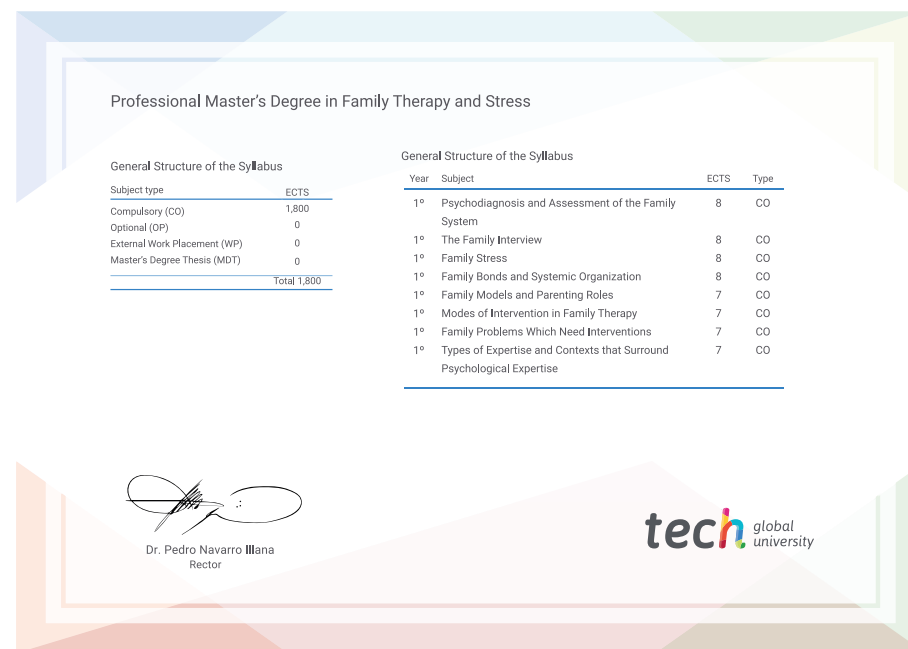 Professional Master's Degree in Family Therapy and Stress
General Structure of the Syllabus
Subject type ECTS
Compulsory (CO) 1,800
Optional (OP) 0
External Work Placement (WP) 0
Master's Degree Thesis (MDT) 0
Total 1,800
General Structure of the Syllabus
Year Subject ECTS Type
1º Psychodiagnosis and Assessment of the Family 8 CO
System
1º The Family Interview 8 CO
1º Family Stress 8 CO
1º Family Bonds and Systemic Organization 8 CO
1º Family Models and Parenting Roles 7 CO
1º Modes of Intervention in Family Therapy 7 CO
1º Family Problems Which Need Interventions 7 CO
1º Types of Expertise and Contexts that Surround 7 CO
Psychological Expertise
Dr. Pedro Navarro Illana
Rector
tech global
university